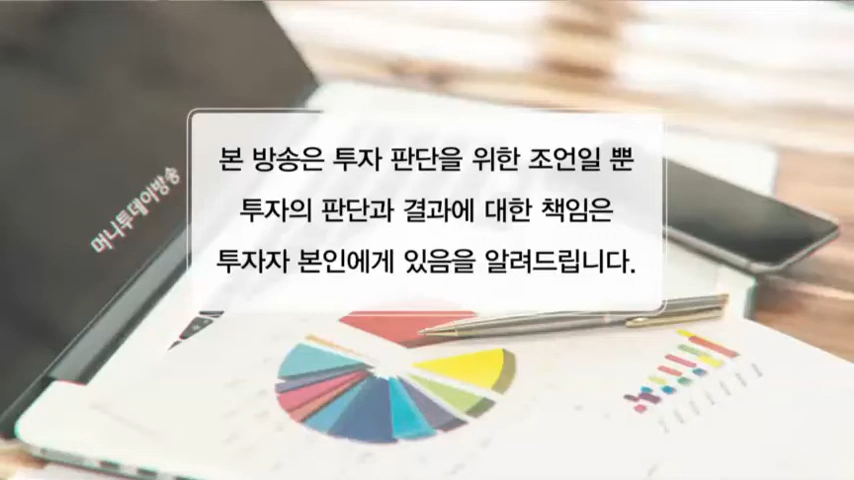 본 방송은 투자 판단을 위한 조언일 뿐
투자의 판단과 결과에 대한 책임은
투자자 본인에게 있음을 알려드립니다.
머니투데이방송